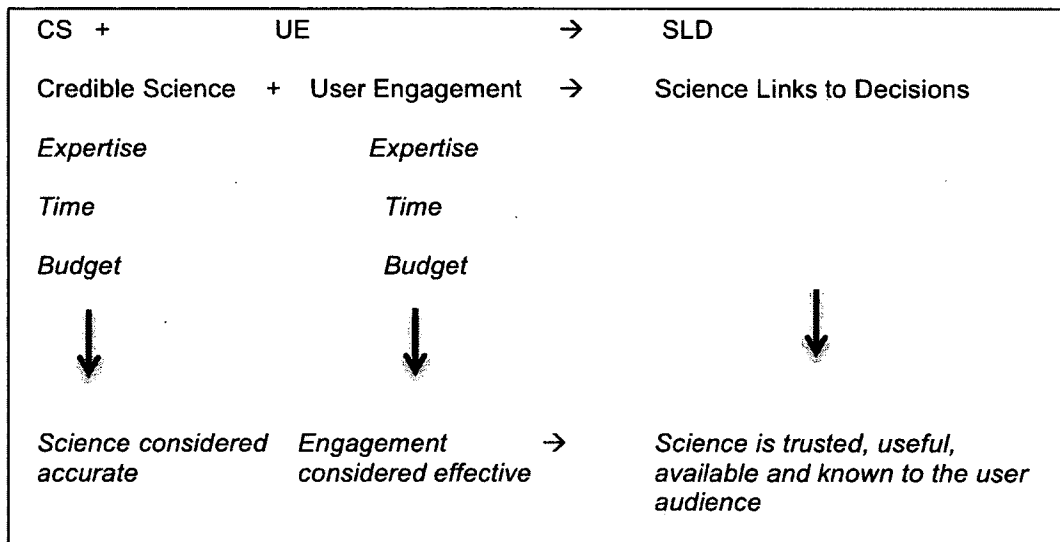 CS + UE → SLD
Credible Science + User Engagement → Science Links to Decisions
Expertise Expertise
Time Time
Budget Budget
Science considered Engagement → Science is trusted, useful,
accurate considered effective available and known to the user
audience